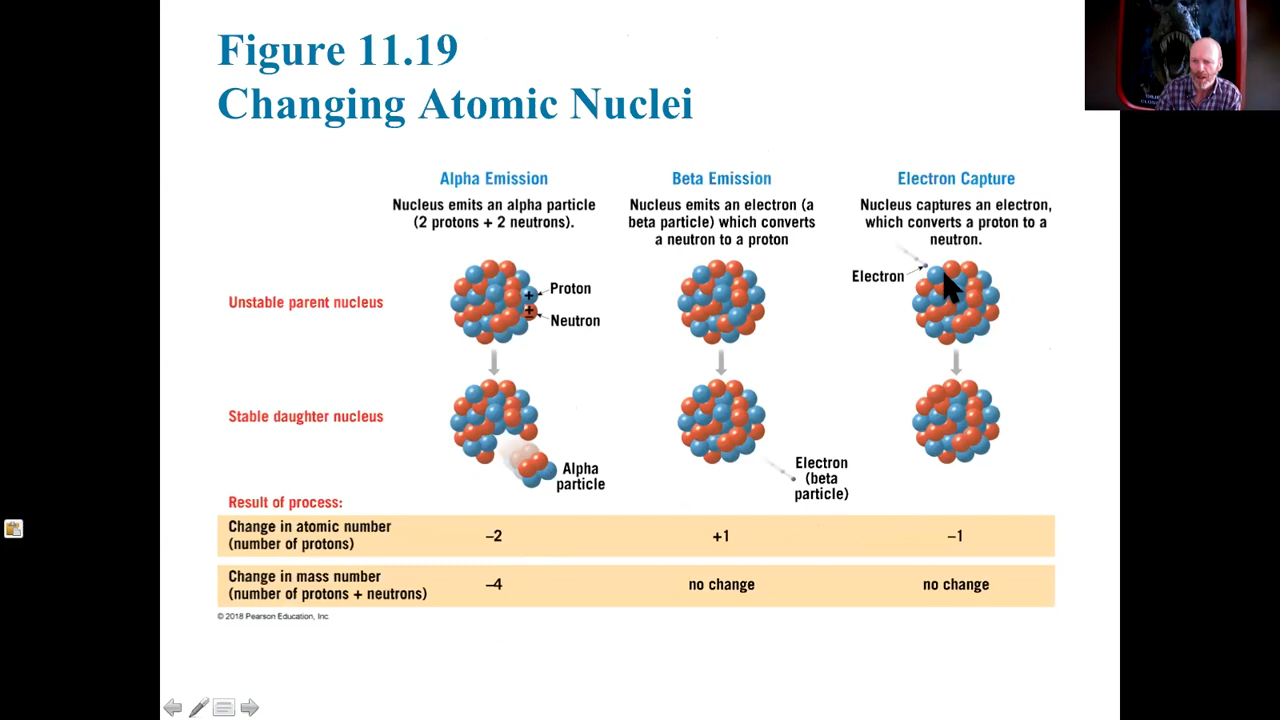 Figure 11.19
Changing Atomic Nuclei
Alpha Emission
Nucleus emits an alpha particle
(2 protons + 2 neutrons).
Beta Emission
Nucleus emits an electron (a
beta particle) which converts
a neutron to a proton
Electron Capture
Nucleus captures an electron,
which converts a proton to a
neutron.
Unstable parent nucleus
+
Proton
+
Neutron
Electron
Stable daughter nucleus
Alpha
particle
Electron
(beta
particle)
Result of process:
Change in atomic number
(number of protons)
–2
+1
–1
Change in mass number
(number of protons + neutrons)
–4
no change
no change
© 2018 Pearson Education, Inc.